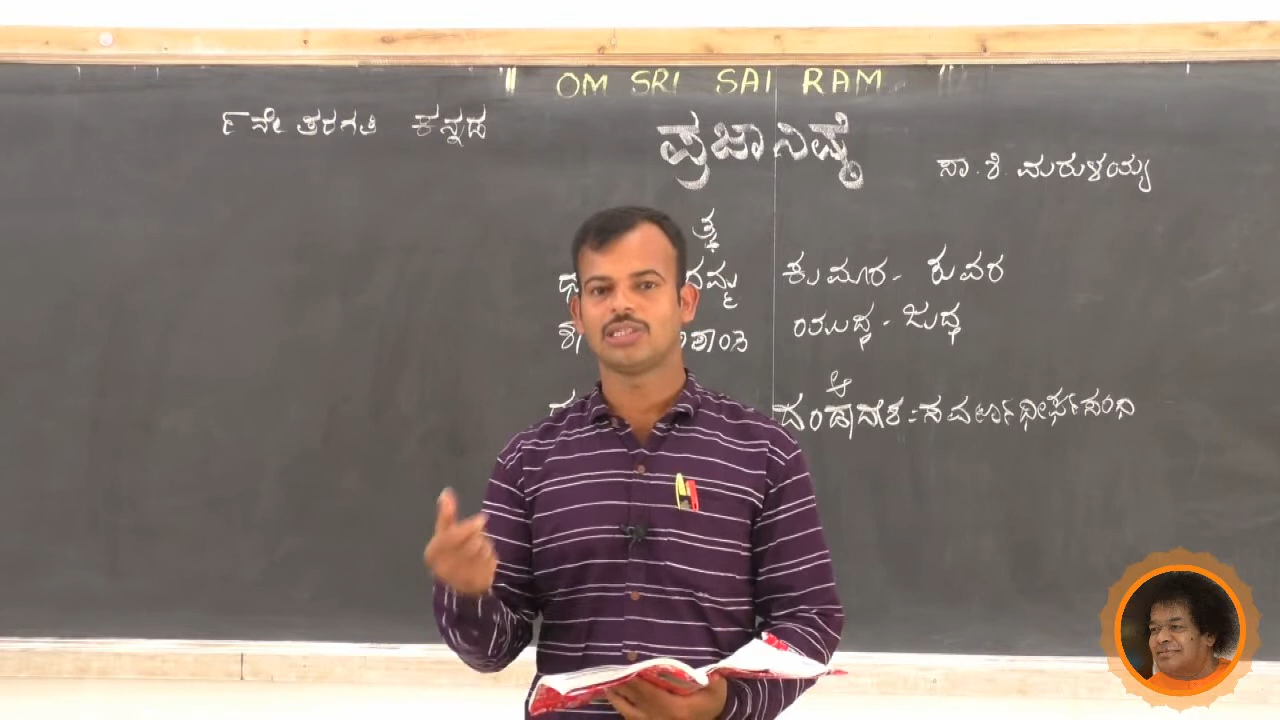 " OM SRI SAI RAM "
೯ನೇ ತರಗತಿ ಕನ್ನಡ
ಪ್ರಜಾನಿಷ್ಠೆ
ಸಾ. ಶಿ. ಮರುಳಯ್ಯ
ಕುಮಾರ - ಕುವರ
ಯುದ್ಧ - ಜುದ್ಧ
ಆ
ದಂಡಾದೇಶ = ಸವರ್ಣದೀರ್ಘಸಂಧಿ